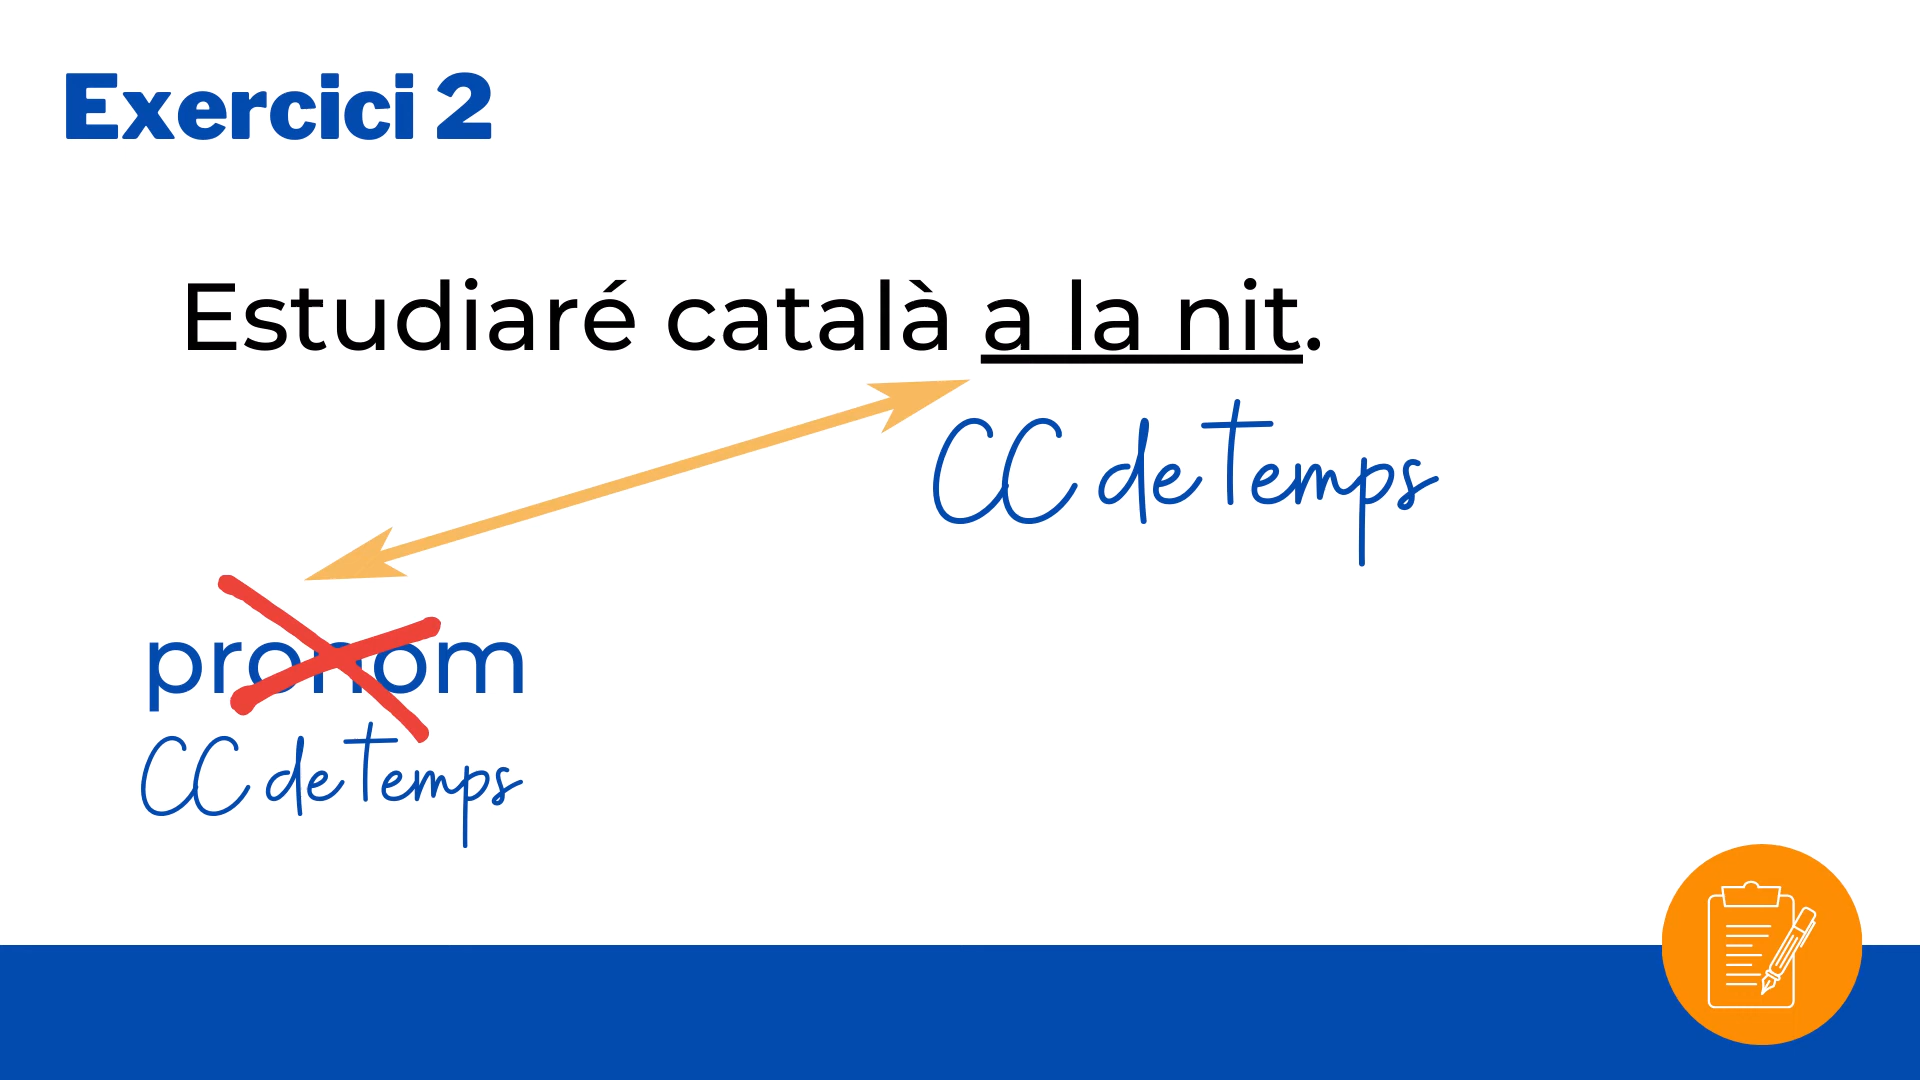 Exercici 2
Estudiaré català a la nit.
CC de temps
pronom
CC de temps